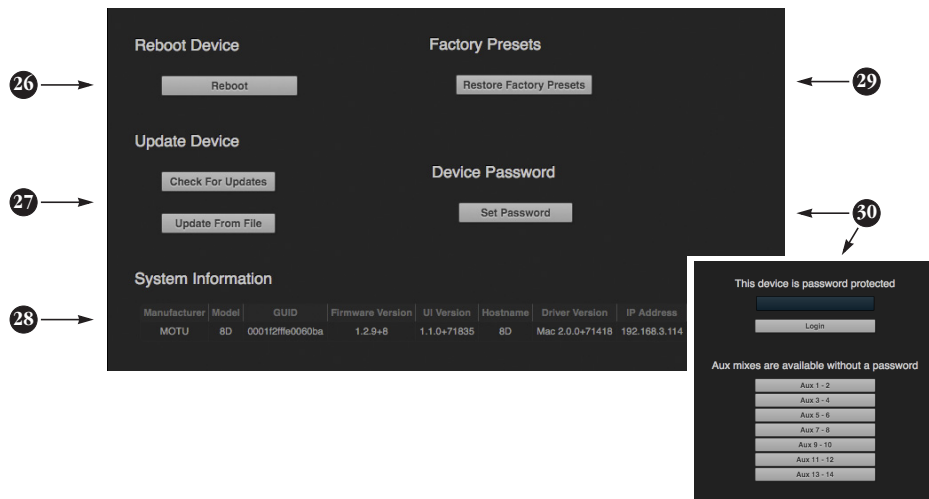 Reboot Device
Factory Presets
26
Reboot
Restore Factory Presets
29
Update Device
Check For Updates
Device Password
27
Update From File
Set Password
30
System Information
This device is password protected
Manufacturer Model GUID Firmware Version UI Version Hostname Driver Version IP Address
28
MOTU 8D 0001f2fffe0060ba 1.2.9+8 1.1.0+71835 8D Mac 2.0.0+71418 192.168.3.114
Login
Aux mixes are available without a password
Aux 1 - 2
Aux 3 - 4
Aux 5 - 6
Aux 7 - 8
Aux 9 - 10
Aux 11 - 12
Aux 13 - 14